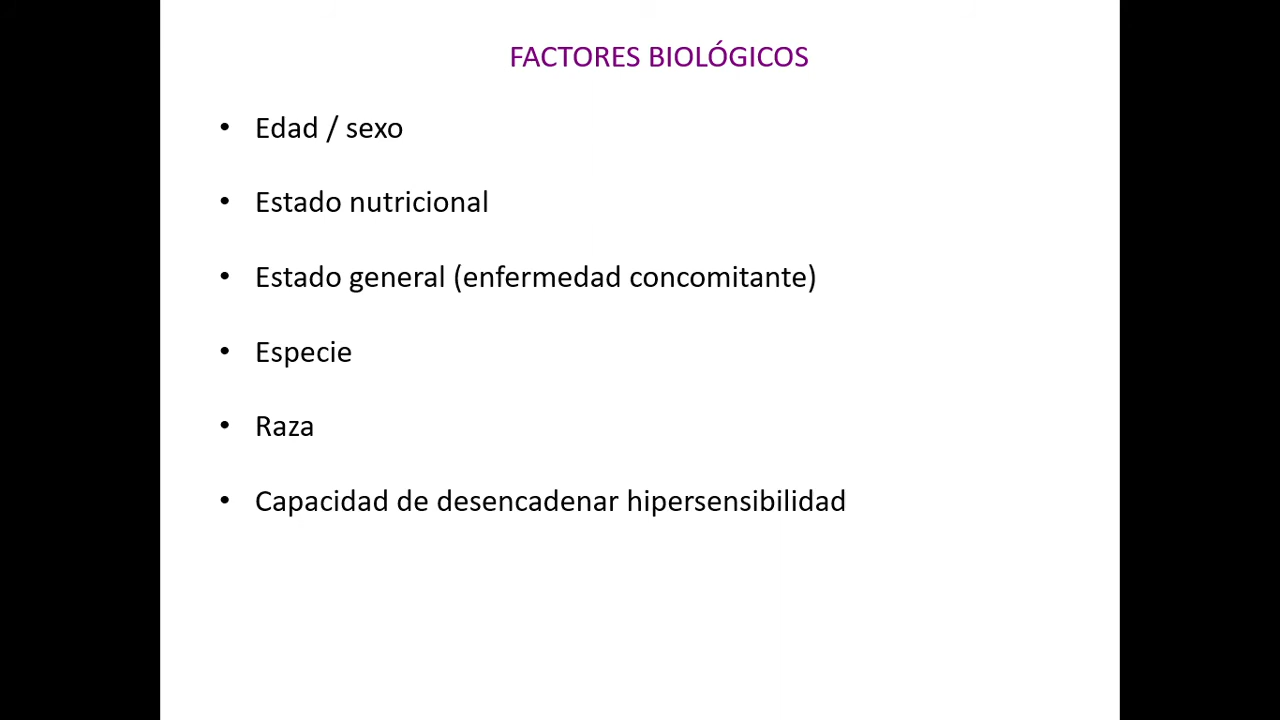 FACTORES BIOLÓGICOS
• Edad / sexo
• Estado nutricional
• Estado general (enfermedad concomitante)
• Especie
• Raza
• Capacidad de desencadenar hipersensibilidad